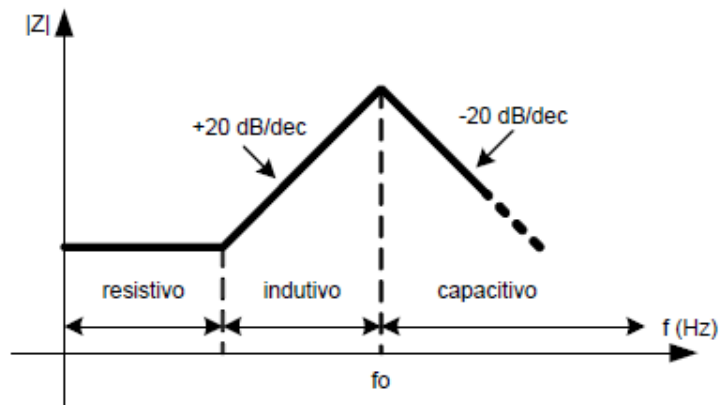 |Z|
+20 dB/dec
-20 dB/dec
resistivo
indutivo
capacitivo
f (Hz)
fo